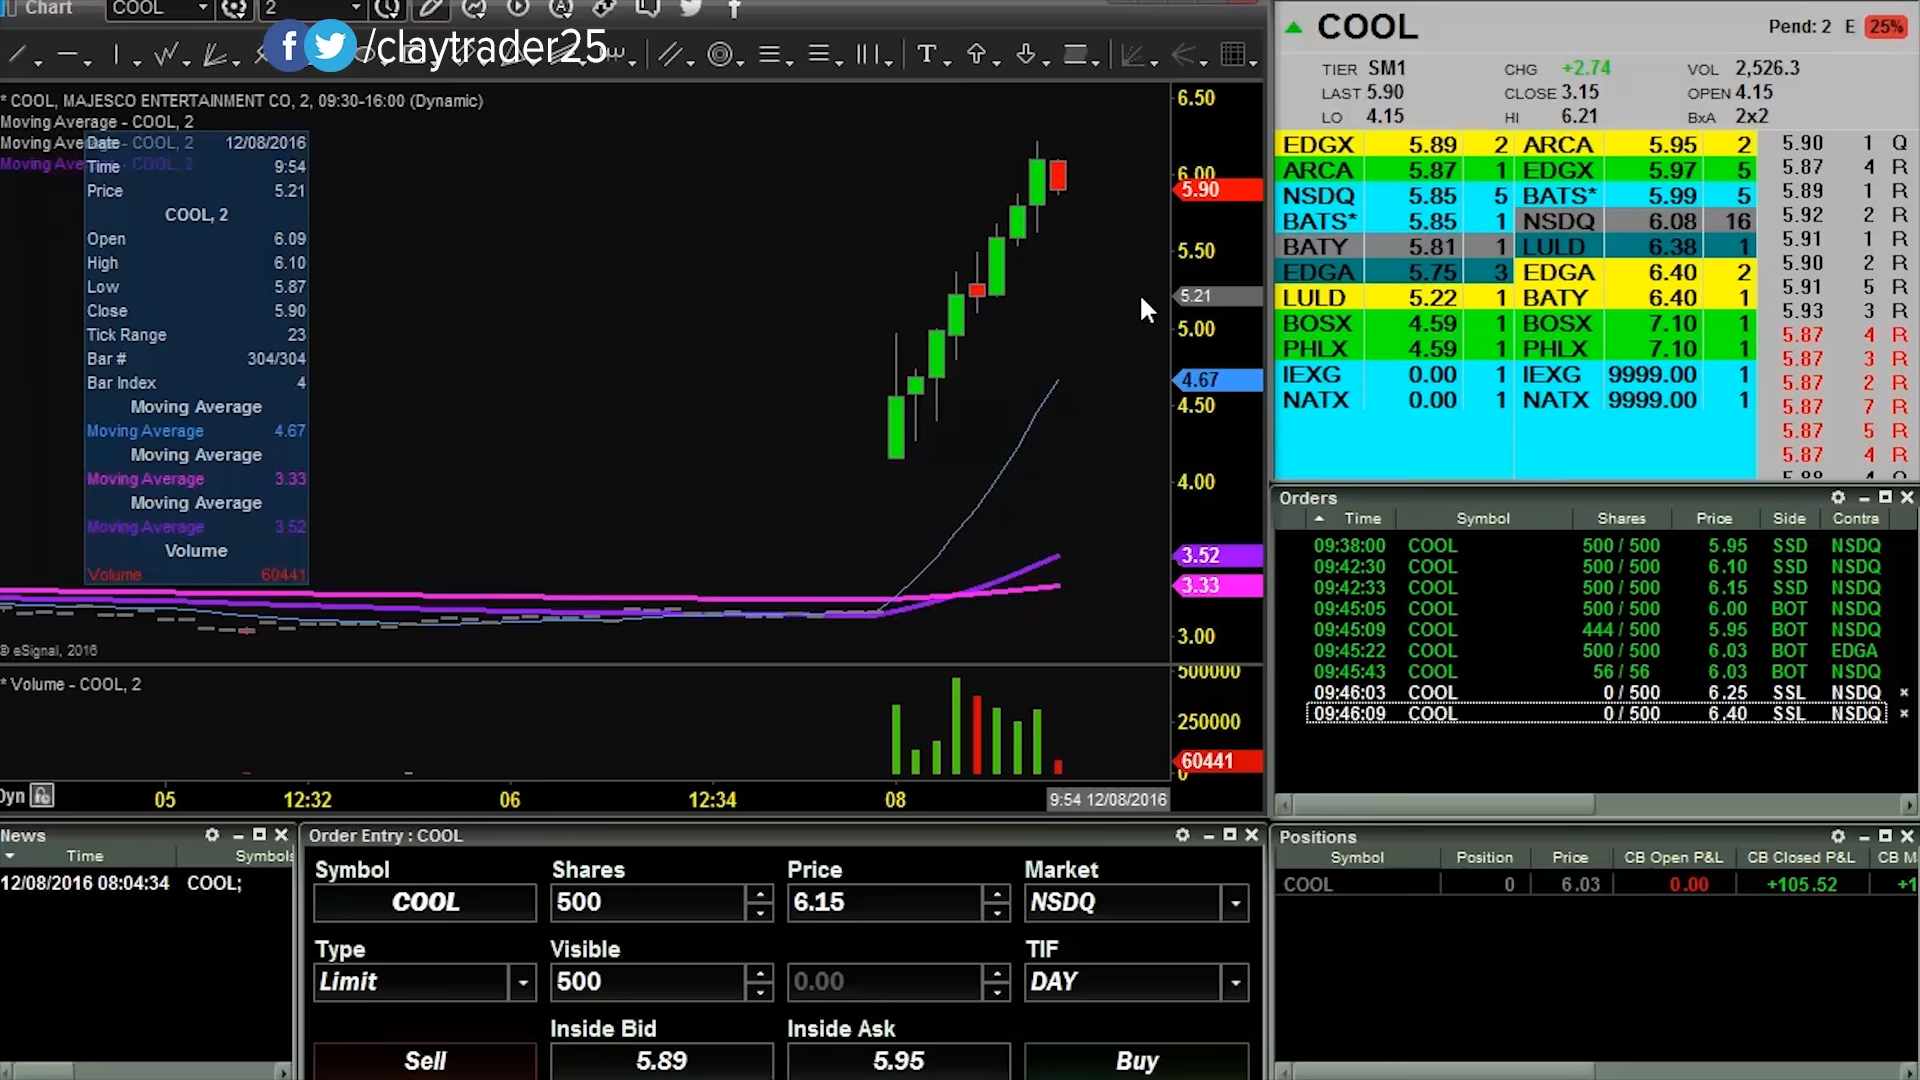 Chart COOL 2
/claytrader25
* COOL, MAJESCO ENTERTAINMENT CO, 2, 09:30-16:00 (Dynamic)
Moving Average - COOL, 2
Moving Average - COOL, 2
Moving Average - COOL, 2
Date 12/08/2016
Time 9:54
Price 5.21
COOL, 2
Open 6.09
High 6.10
Low 5.87
Close 5.90
Tick Range 23
Bar # 304/304
Bar Index 4
Moving Average
Moving Average 4.67
Moving Average
Moving Average 3.33
Moving Average
Moving Average 3.52
Volume
Volume 60441
© eSignal, 2016
6.50
6.00
5.90
5.50
5.21
5.00
4.67
4.50
4.00
3.52
3.33
3.00
* Volume - COOL, 2
500000
250000
60441
0
Dyn 05 12:32 06 12:34 08 9:54 12/08/2016
COOL Pend: 2 E 25%
TIER SM1 CHG +2.74 VOL 2,526.3
LAST 5.90 CLOSE 3.15 OPEN 4.15
LO 4.15 HI 6.21 BxA 2x2
EDGX 5.89 2 ARCA 5.95 2
ARCA 5.87 1 EDGX 5.97 5
NSDQ 5.85 5 BATS* 5.99 5
BATS* 5.85 1 NSDQ 6.08 16
BATY 5.81 1 LULD 6.38 1
EDGA 5.75 3 EDGA 6.40 2
LULD 5.22 1 BATY 6.40 1
BOSX 4.59 1 BOSX 7.10 1
PHLX 4.59 1 PHLX 7.10 1
IEXG 0.00 1 IEXG 9999.00 1
NATX 0.00 1 NATX 9999.00 1
5.90 1 Q
5.87 4 R
5.89 1 R
5.92 2 R
5.91 1 R
5.90 2 R
5.91 5 R
5.93 3 R
5.87 4 R
5.87 3 R
5.87 2 R
5.87 7 R
5.87 5 R
5.87 4 R
Orders
Time Symbol Shares Price Side Contra
09:38:00 COOL 500 / 500 5.95 SSD NSDQ
09:42:30 COOL 500 / 500 6.10 SSD NSDQ
09:42:33 COOL 500 / 500 6.15 SSD NSDQ
09:45:05 COOL 500 / 500 6.00 BOT NSDQ
09:45:09 COOL 444 / 500 5.95 BOT NSDQ
09:45:22 COOL 500 / 500 6.03 BOT EDGA
09:45:43 COOL 56 / 56 6.03 BOT NSDQ
09:46:03 COOL 0 / 500 6.25 SSL NSDQ ×
09:46:09 COOL 0 / 500 6.40 SSL NSDQ ×
News
Time Symbols
12/08/2016 08:04:34 COOL;
Order Entry : COOL
Symbol Shares Price Market
COOL 500 6.15 NSDQ
Type Visible TIF
Limit 500 0.00 DAY
Inside Bid Inside Ask
Sell 5.89 5.95 Buy
Positions
Symbol Position Price CB Open P&L CB Closed P&L CB M
COOL 0 6.03 0.00 +105.52 +1